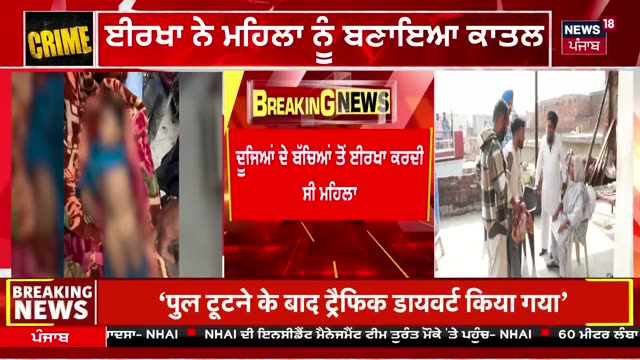 CRIME
ਈਰਖਾ ਨੇ ਮਹਿਲਾ ਨੂੰ ਬਣਾਇਆ ਕਾਤਲ
NEWS 18
ਪੰਜਾਬ
BREAKING NEWS
ਦੂਜਿਆਂ ਦੇ ਬੱਚਿਆਂ ਤੋਂ ਈਰਖਾ ਕਰਦੀ
ਸੀ ਮਹਿਲਾ
BREAKING
NEWS
‘पुल टूटने के बाद ट्रैफिक डायवर्ट किया गया’
ਪੰਜਾਬ
ਾਦਸਾ- NHAI ਦੀ ਇਨਸੀਡੈਂਟ ਮੈਨੇਜਮੈਂਟ ਟੀਮ ਤੁਰੰਤ ਮੌਕੇ 'ਤੇ ਪਹੁੰਚ- NHAI 60 ਮੀਟਰ ਲੰਬਾ